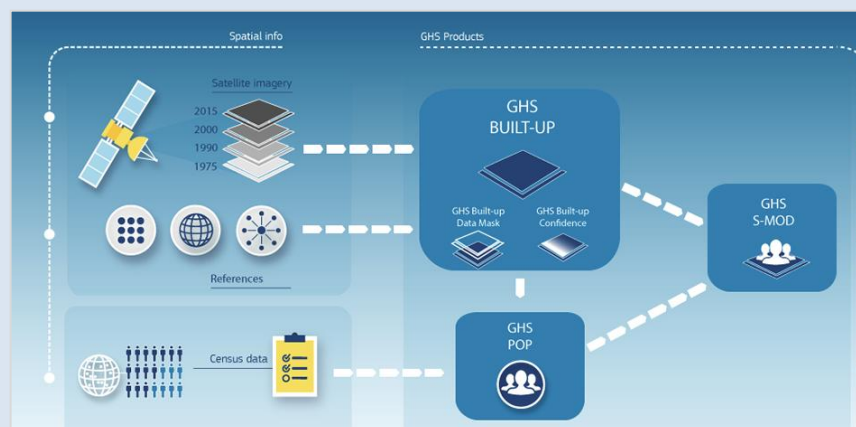 Spatial info
GHS Products
Satellite imagery
2015
2000
1990
1975
References
Census data
GHS
BUILT-UP
GHS Built-up
Data Mask
GHS Built-up
Confidence
GHS
POP
GHS
S-MOD